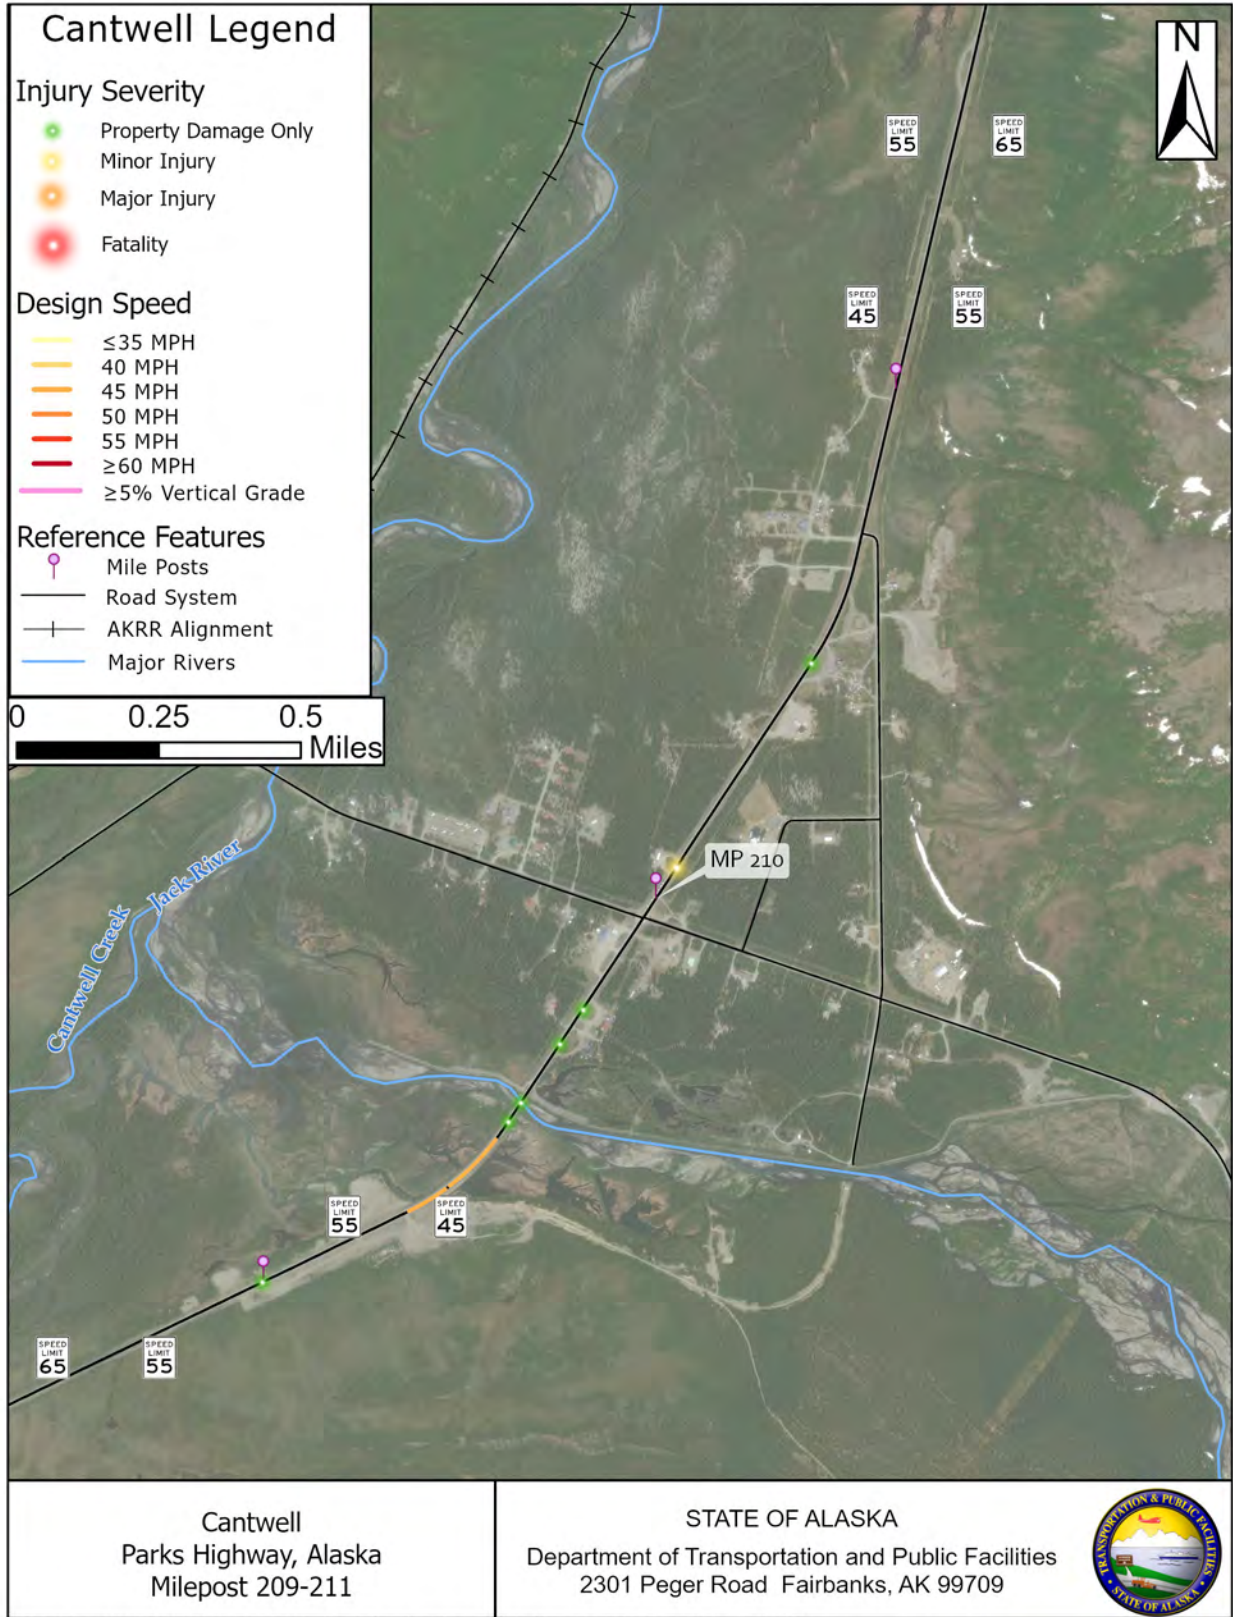 Cantwell Legend
Injury Severity
Property Damage Only
Minor Injury
Major Injury
Fatality
Design Speed
≤35 MPH
40 MPH
45 MPH
50 MPH
55 MPH
≥60 MPH
≥5% Vertical Grade
Reference Features
Mile Posts
Road System
AKRR Alignment
Major Rivers
0 0.25 0.5
Miles
N
SPEED
LIMIT
55
SPEED
LIMIT
65
SPEED
LIMIT
45
SPEED
LIMIT
55
MP 210
Jack River
Cantwell Creek
SPEED
LIMIT
55
SPEED
LIMIT
45
SPEED
LIMIT
65
SPEED
LIMIT
55
Cantwell
Parks Highway, Alaska
Milepost 209-211
STATE OF ALASKA
Department of Transportation and Public Facilities
2301 Peger Road Fairbanks, AK 99709
TRANSPORTATION & PUBLIC FACILITIES
STATE OF ALASKA